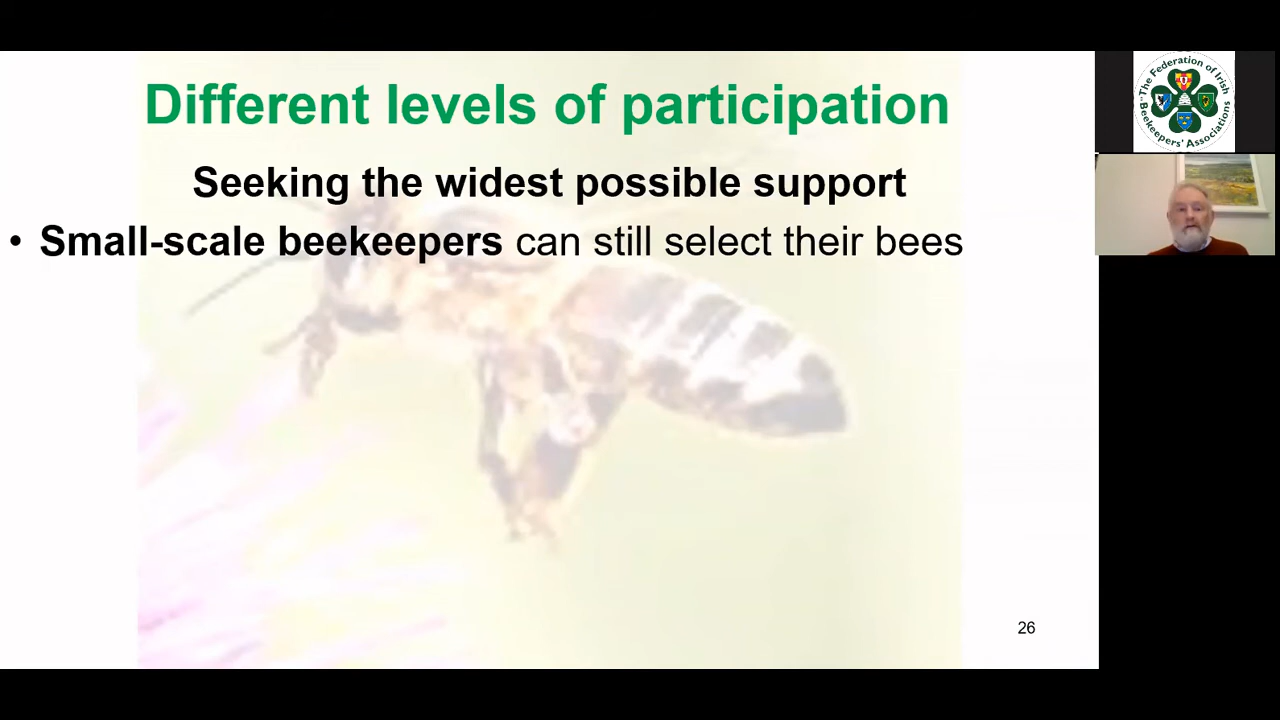 Different levels of participation
Seeking the widest possible support
• Small-scale beekeepers can still select their bees
26
"The Federation of Irish
Beekeepers' Associations"